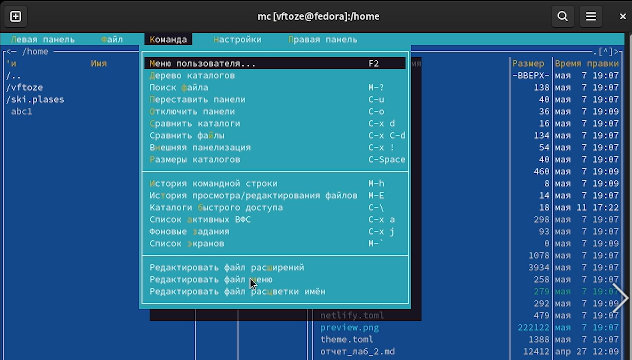 mc [vftoze@fedora]:/home
Левая панель Файл Команда Настройки Правая панель
<— /home .[^]>
'и Имя Размер Время правки
/.. -ВВЕРХ- мая 7 19:07
/vftoze 138 мая 7 19:07
/ski.plases 40 мая 7 19:07
abc1 36 мая 7 19:09
16 мая 7 19:07
134 мая 7 19:07
54 мая 7 19:07
40 мая 7 19:07
460 мая 7 19:07
8 мая 7 19:09
14 мая 7 19:07
18 мая 11 17:22
298 мая 7 19:07
93 мая 7 19:07
0 мая 7 19:09
1078 мая 7 19:07
3934 мая 7 19:07
258 мая 7 19:07
279 мая 7 19:07
292 мая 7 19:09
Меню пользователя... F2
Дерево каталогов
Поиск файла M-?
Переставить панели C-u
Отключить панели C-o
Сравнить каталоги C-x d
Сравнить файлы C-x C-d
Внешняя панелизация C-x !
Размеры каталогов C-Space
История командной строки M-h
История просмотра/редактирования файлов M-E
Каталоги быстрого доступа C-\
Список активных ВФС C-x a
Фоновые задания C-x j
Список экранов M-`
Редактировать файл расширений
Редактировать файл меню
Редактировать файл расцветки имён
netlify.toml 479 мая 7 19:07
preview.png 222122 мая 7 19:07
theme.toml 1388 мая 7 19:07
отчет_лаб_2.md 12412 апр 27 12:09